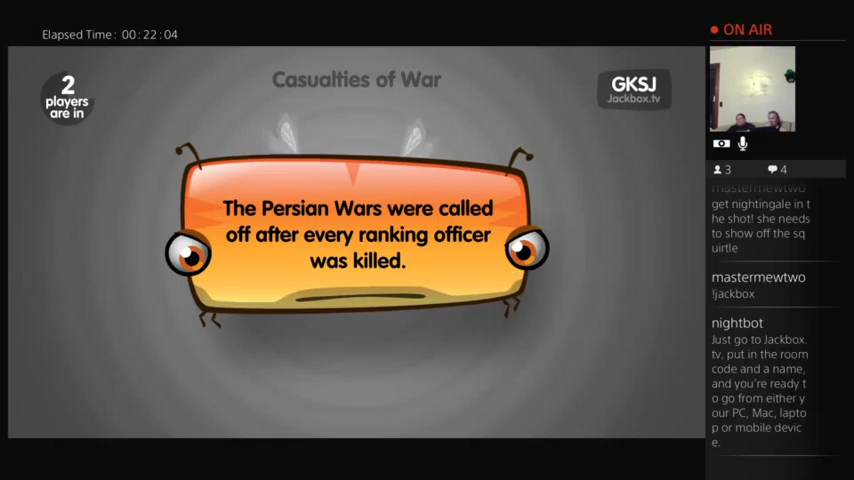 Elapsed Time: 00:22:04
ON AIR
2
players
are in
Casualties of War
GKSJ
Jackbox.tv
The Persian Wars were called
off after every ranking officer
was killed.
3
4
mastermewtwo
get nightingale in t
he shot! she needs
to show off the sq
uirtle
mastermewtwo
!jackbox
nightbot
Just go to Jackbox.
tv, put in the room
code and a name,
and you're ready t
o go from either y
our PC, Mac, lapto
p or mobile devic
e.